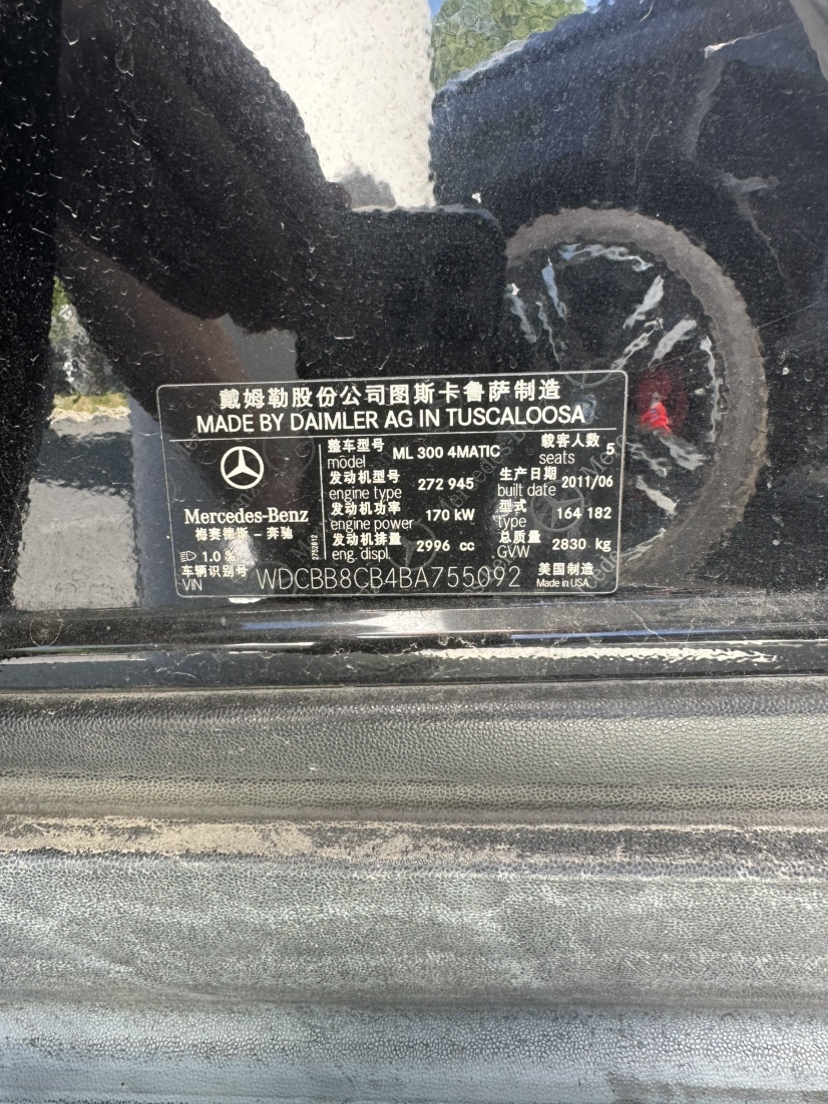 戴姆勒股份公司图斯卡鲁萨制造
MADE BY DAIMLER AG IN TUSCALOOSA
整车型号 载客人数
model ML 300 4MATIC seats 5
发动机型号 生产日期
engine type 272 945 built date 2011/06
发动机功率 型式
engine power 170 kW type 164 182
发动机排量 总质量
eng. displ. 2996 cc GVW 2830 kg
Mercedes-Benz
梅赛德斯－奔驰
1.0 %
2752812
车辆识别号
VIN WDCBB8CB4BA755092
美国制造
Made in USA